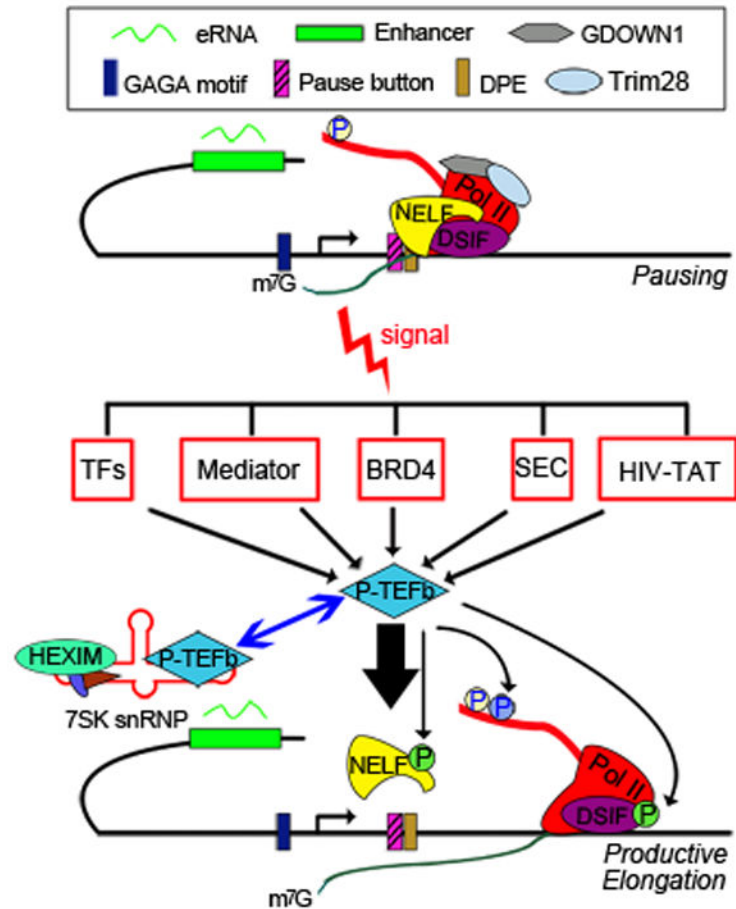 eRNA Enhancer GDOWN1
GAGA motif Pause button DPE Trim28
P
Pol II
NELF
DSIF
m7G
Pausing
signal
TFs Mediator BRD4 SEC HIV-TAT
P-TEFb
HEXIM P-TEFb
7SK snRNP
P P
NELF P
Pol II
DSIF P
Productive
Elongation
m7G